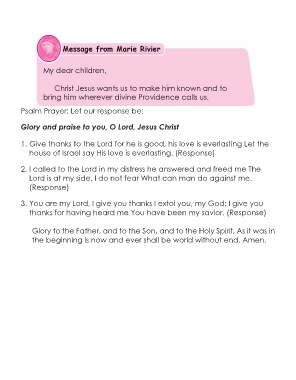 Message from Marie Rivier
My dear children,
Christ Jesus wants us to make him known and to
bring him wherever divine Providence calls us.
Psalm Prayer: Let our response be:
Glory and praise to you, O Lord, Jesus Christ
1. Give thanks to the Lord for he is good, his love is everlasting Let the
house of Israel say His love is everlasting. (Response)
2. I called to the Lord in my distress he answered and freed me The
Lord is at my side, I do not fear What can man do against me.
(Response)
3. You are my Lord, I give you thanks I extol you, my God; I give you
thanks for having heard me You have been my savior. (Response)
Glory to the Father, and to the Son, and to the Holy Spirit, As it was in
the beginning is now and ever shall be world without end. Amen.